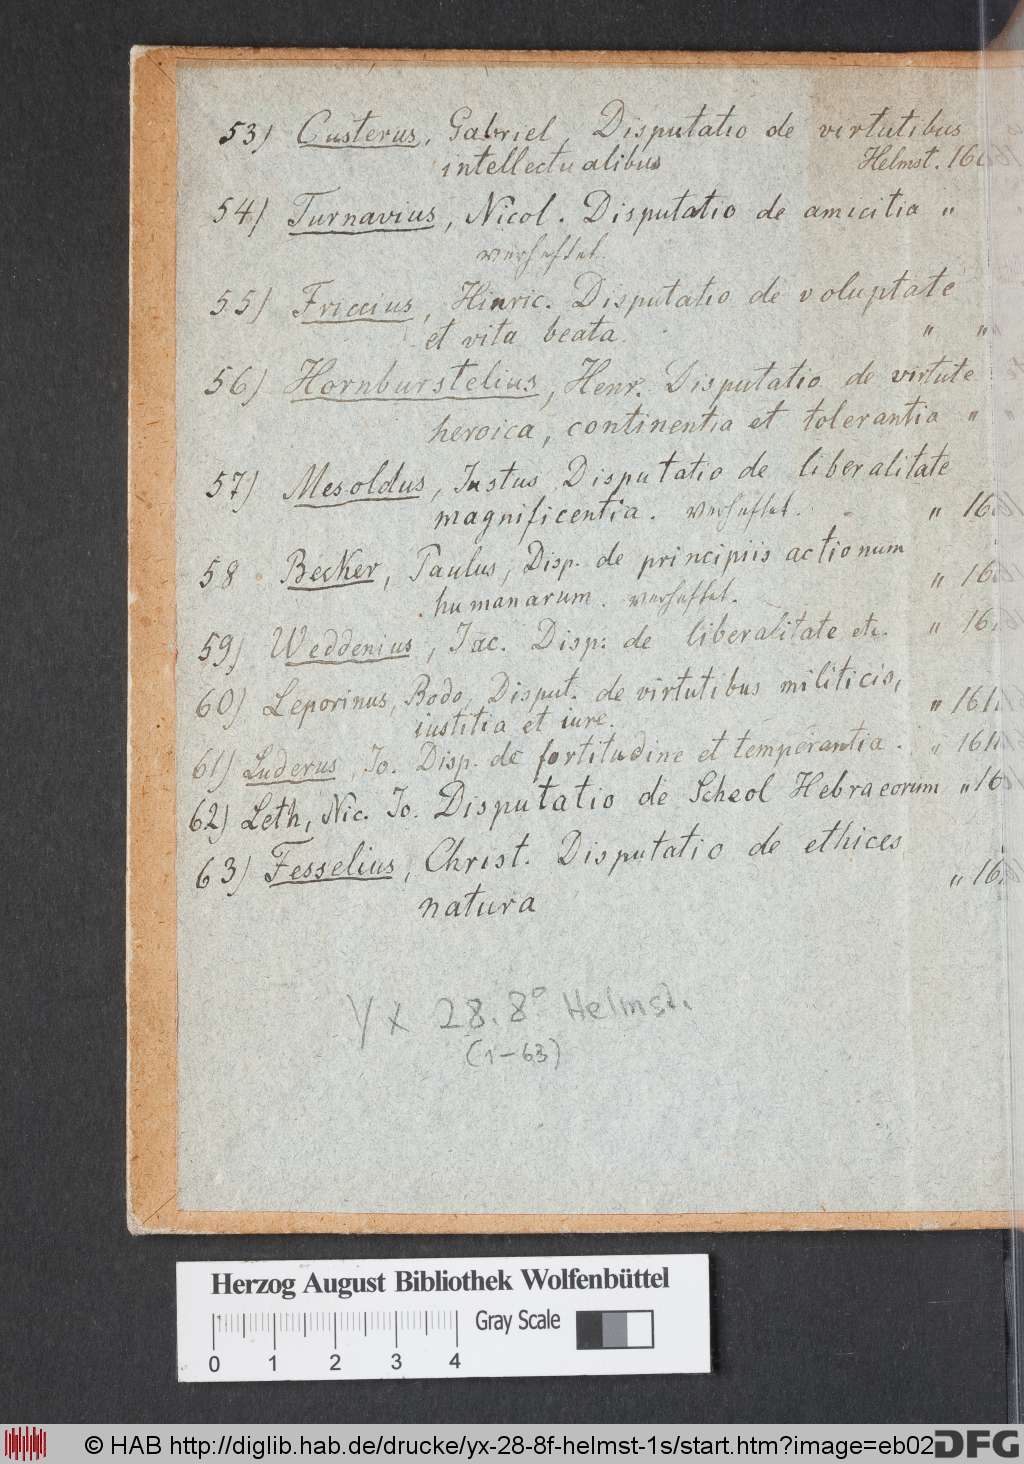 53) Custerus, Gabriel, Disputatio de virtutibus
intellectualibus Helmst. 160
54) Turnavius, Nicol. Disputatio de amicitia "
verheftet.
55) Friccius, Hinric. Disputatio de voluptate
et vita beata. " "
56) Hornburstelius, Henr. Disputatio de virtute
heroica, continentia et tolerantia "
57) Mesoldus, Justus Disputatio de liberalitate
magnificentia. verheftet. " 16
58 Becker, Paulus, Disp. de principiis actionum
humanarum. verheftet. " 16
59) Weddenius, Jac. Disp: de liberalitate etc. " 16
60) Leporinus, Bodo, Disput. de virtutibus militicis,
iustitia et iure. " 161
61) Luderus, Jo. Disp. de fortitudine et temperantia. " 161
62) Leth, Nic. Jo. Disputatio de Scheol Hebraeorum " 16
63) Fesselius, Christ. Disputatio de ethices
natura " 16
Yx 28. 8° Helmst.
(1-63)
Herzog August Bibliothek Wolfenbüttel
Gray Scale
0 1 2 3 4
© HAB http://diglib.hab.de/drucke/yx-28-8f-helmst-1s/start.htm?image=eb02
DFG